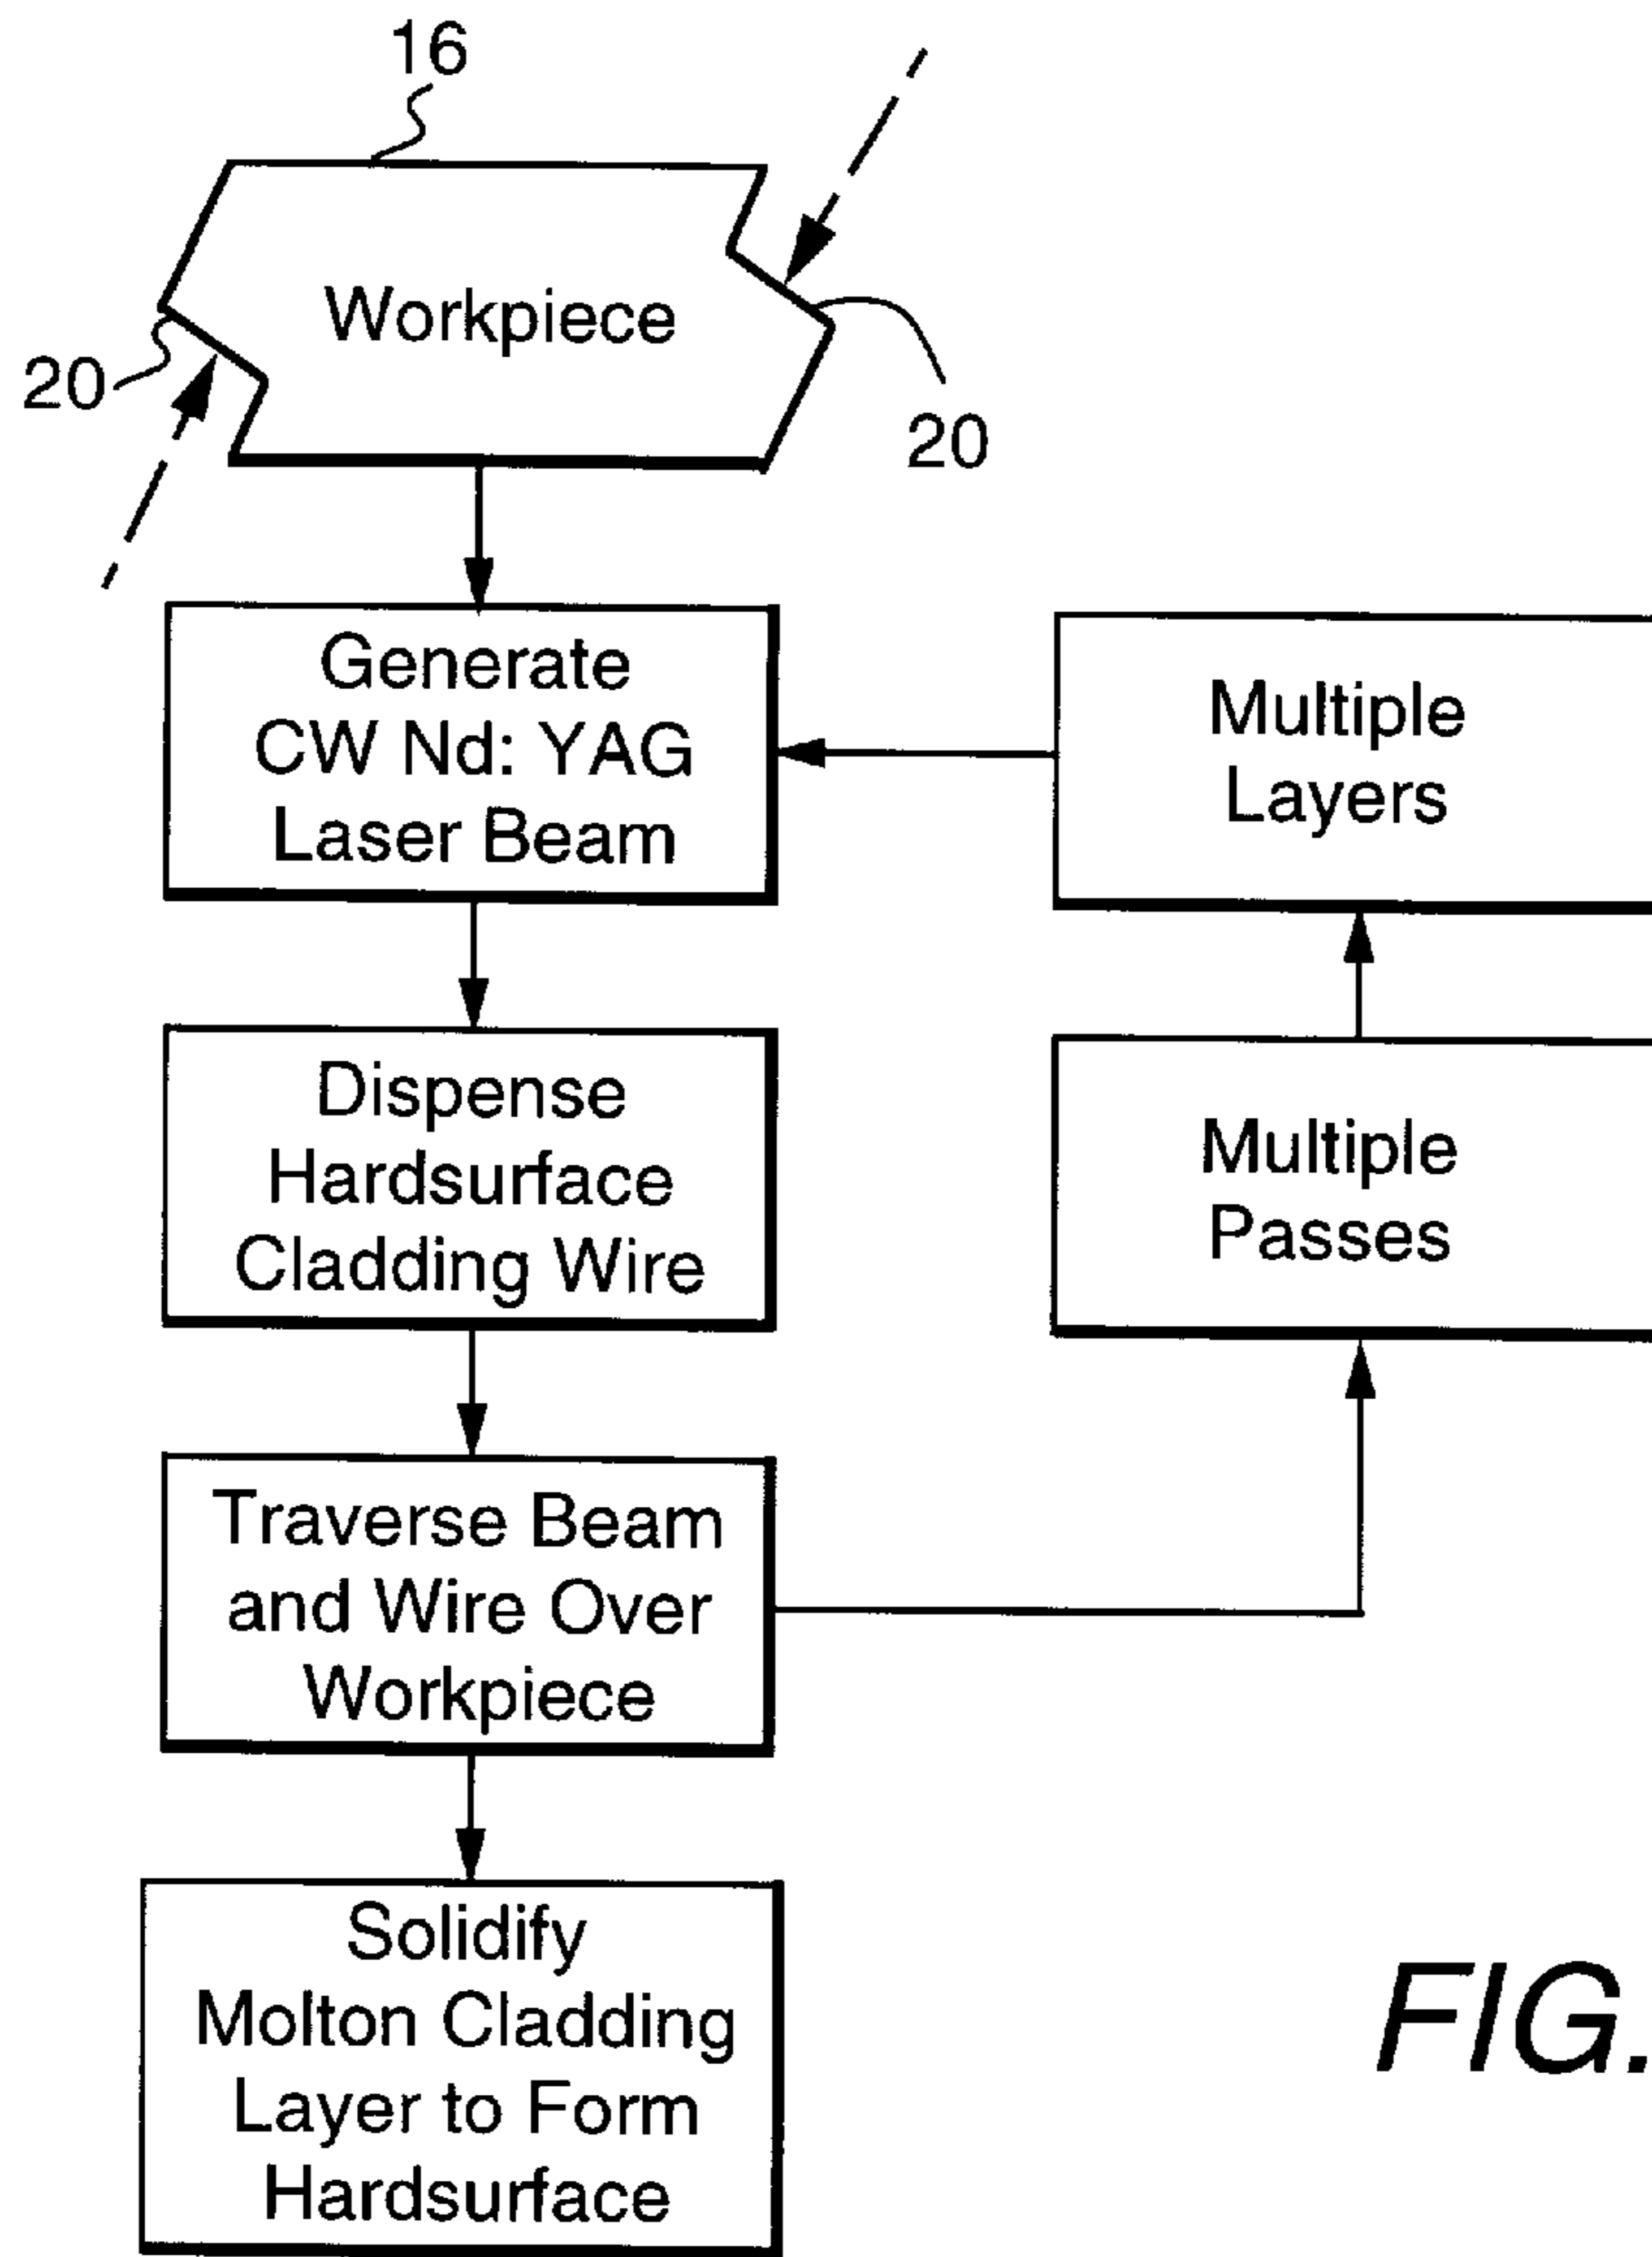 16
Workpiece
20
20
Generate
CW Nd: YAG
Laser Beam
Multiple
Layers
Dispense
Hardsurface
Cladding Wire
Multiple
Passes
Traverse Beam
and Wire Over
Workpiece
Solidify
Molton Cladding
Layer to Form
Hardsurface
FIG.